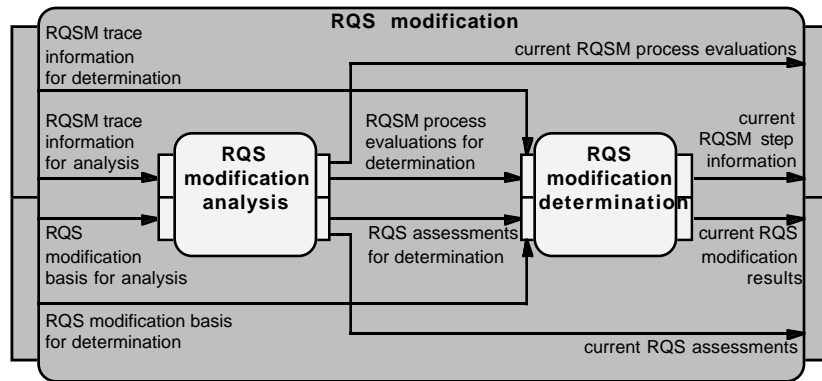 RQS modification
RQSM trace
information
for determination
current RQSM process evaluations
RQSM trace
information
for analysis
RQS
modification
analysis
RQSM process
evaluations for
determination
RQS
modification
determination
current
RQSM step
information
RQS
modification
basis for analysis
RQS assessments
for determination
current RQS
modification
results
RQS modification basis
for determination
current RQS assessments